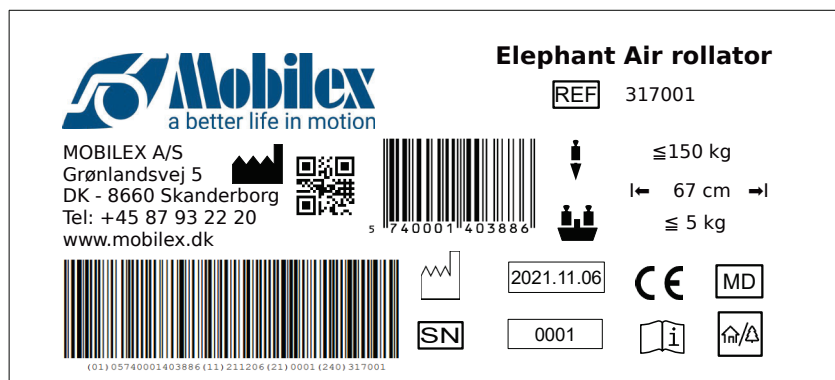 Mobilex
a better life in motion
Elephant Air rollator
REF 317001
MOBILEX A/S
Grønlandsvej 5
DK - 8660 Skanderborg
Tel: +45 87 93 22 20
www.mobilex.dk
5 740001 403886
≦150 kg
67 cm
≦ 5 kg
2021.11.06
MD
SN 0001
i
(01)05740001403886(11)211206(21)0001(240)317001